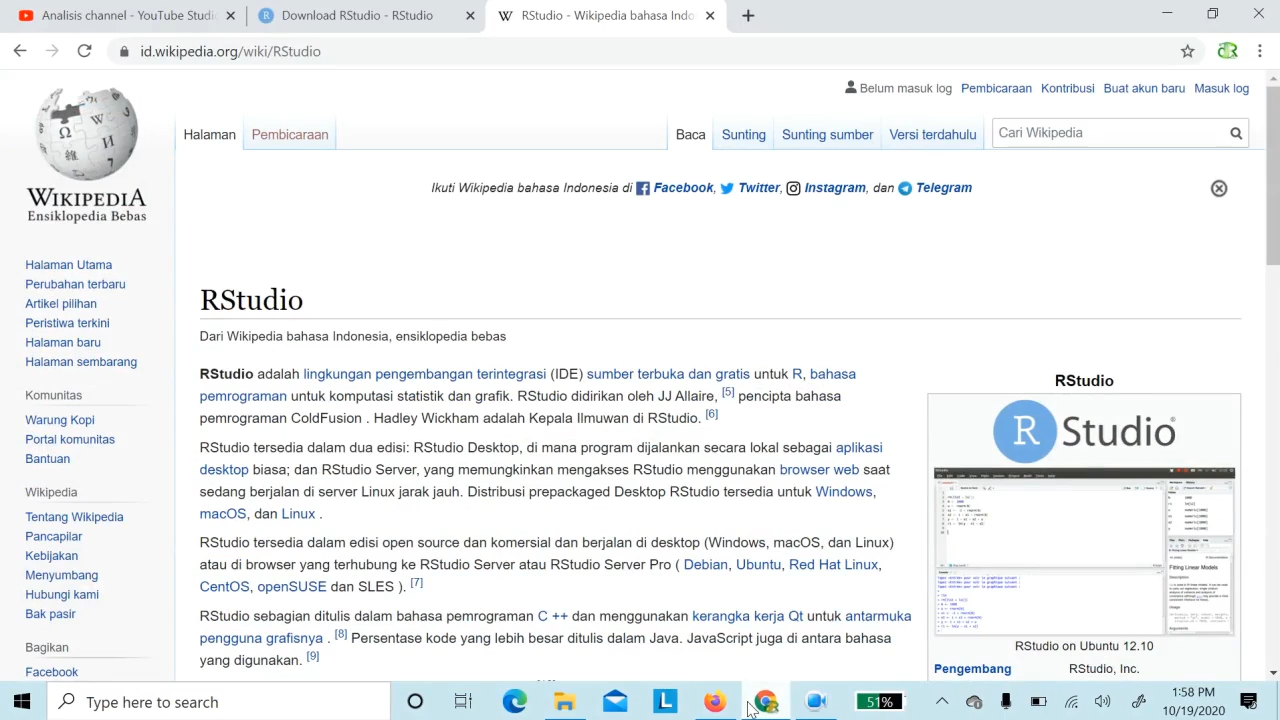 YouTube Studi
Download RStudio - RStudio
RStudio - Wikipedia bahasa Indo
id.wikipedia.org/wiki/RStudio
Belum masuk log Pembicaraan Kontribusi Buat akun baru Masuk log
Halaman Pembicaraan Baca Sunting Sunting sumber Versi terdahulu Cari Wikipedia
WIKIPEDIA
Ensiklopedia Bebas
Ikuti Wikipedia bahasa Indonesia di Facebook, Twitter, Instagram, dan Telegram
Halaman Utama
Perubahan terbaru
Artikel pilihan
Peristiwa terkini
Halaman baru
Halaman sembarang
Komunitas
Warung Kopi
Portal komunitas
Bantuan
Wikipedia
Tentang Wikipedia
Pancapilar
Kebijakan
Menyumbang
Hubungi kami
Bak pasir
Bagikan
Facebook
RStudio
Dari Wikipedia bahasa Indonesia, ensiklopedia bebas
RStudio adalah lingkungan pengembangan terintegrasi (IDE) sumber terbuka dan gratis untuk R, bahasa
pemrograman untuk komputasi statistik dan grafik. RStudio didirikan oleh JJ Allaire, [5] pencipta bahasa
pemrograman ColdFusion . Hadley Wickham adalah Kepala Ilmuwan di RStudio. [6]
RStudio tersedia dalam dua edisi: RStudio Desktop, di mana program dijalankan secara lokal sebagai aplikasi
desktop biasa; dan RStudio Server, yang memungkinkan mengakses RStudio menggunakan browser web saat
sedang berjalan di server Linux jarak jauh. Distribusi prepackaged Desktop RStudio tersedia untuk Windows,
macOS, dan Linux .
RStudio tersedia dalam edisi open source dan komersial dan berjalan di desktop (Windows, macOS, dan Linux)
atau di browser yang terhubung ke RStudio Server atau RStudio Server Pro ( Debian, Ubuntu, Red Hat Linux,
CentOS, openSUSE dan SLES ). [7]
RStudio sebagian ditulis dalam bahasa pemrograman C ++ dan menggunakan kerangka kerja Qt untuk antarmuka
pengguna grafisnya . [8] Persentase kode yang lebih besar ditulis dalam Java. JavaScript juga di antara bahasa
yang digunakan. [9]
RStudio
R Studio
Fitting Linear Models
Description
Usage
Arguments
RStudio on Ubuntu 12.10
Pengembang RStudio, Inc.
Type here to search
51%
1:58 PM
10/19/2020